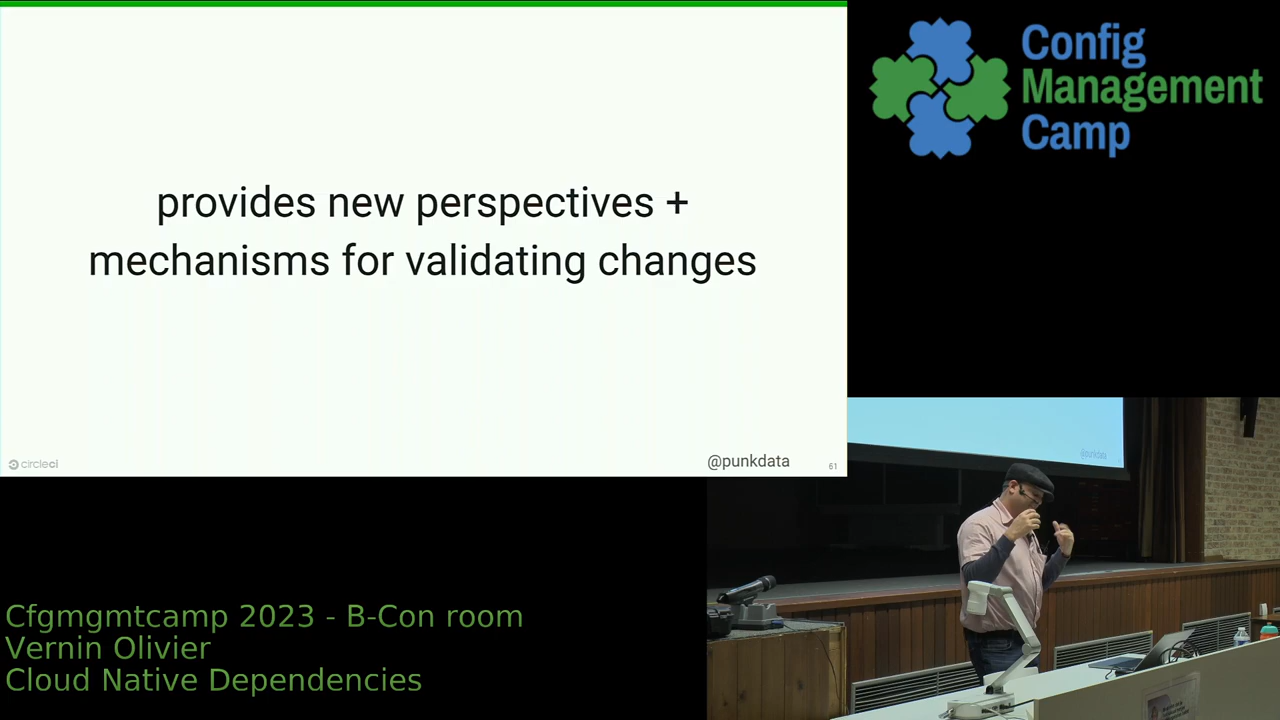 provides new perspectives +
mechanisms for validating changes
circleci
@punkdata
61
Config
Management
Camp
@punkdata
Cfgmgmtcamp 2023 - B-Con room
Vernin Olivier
Cloud Native Dependencies